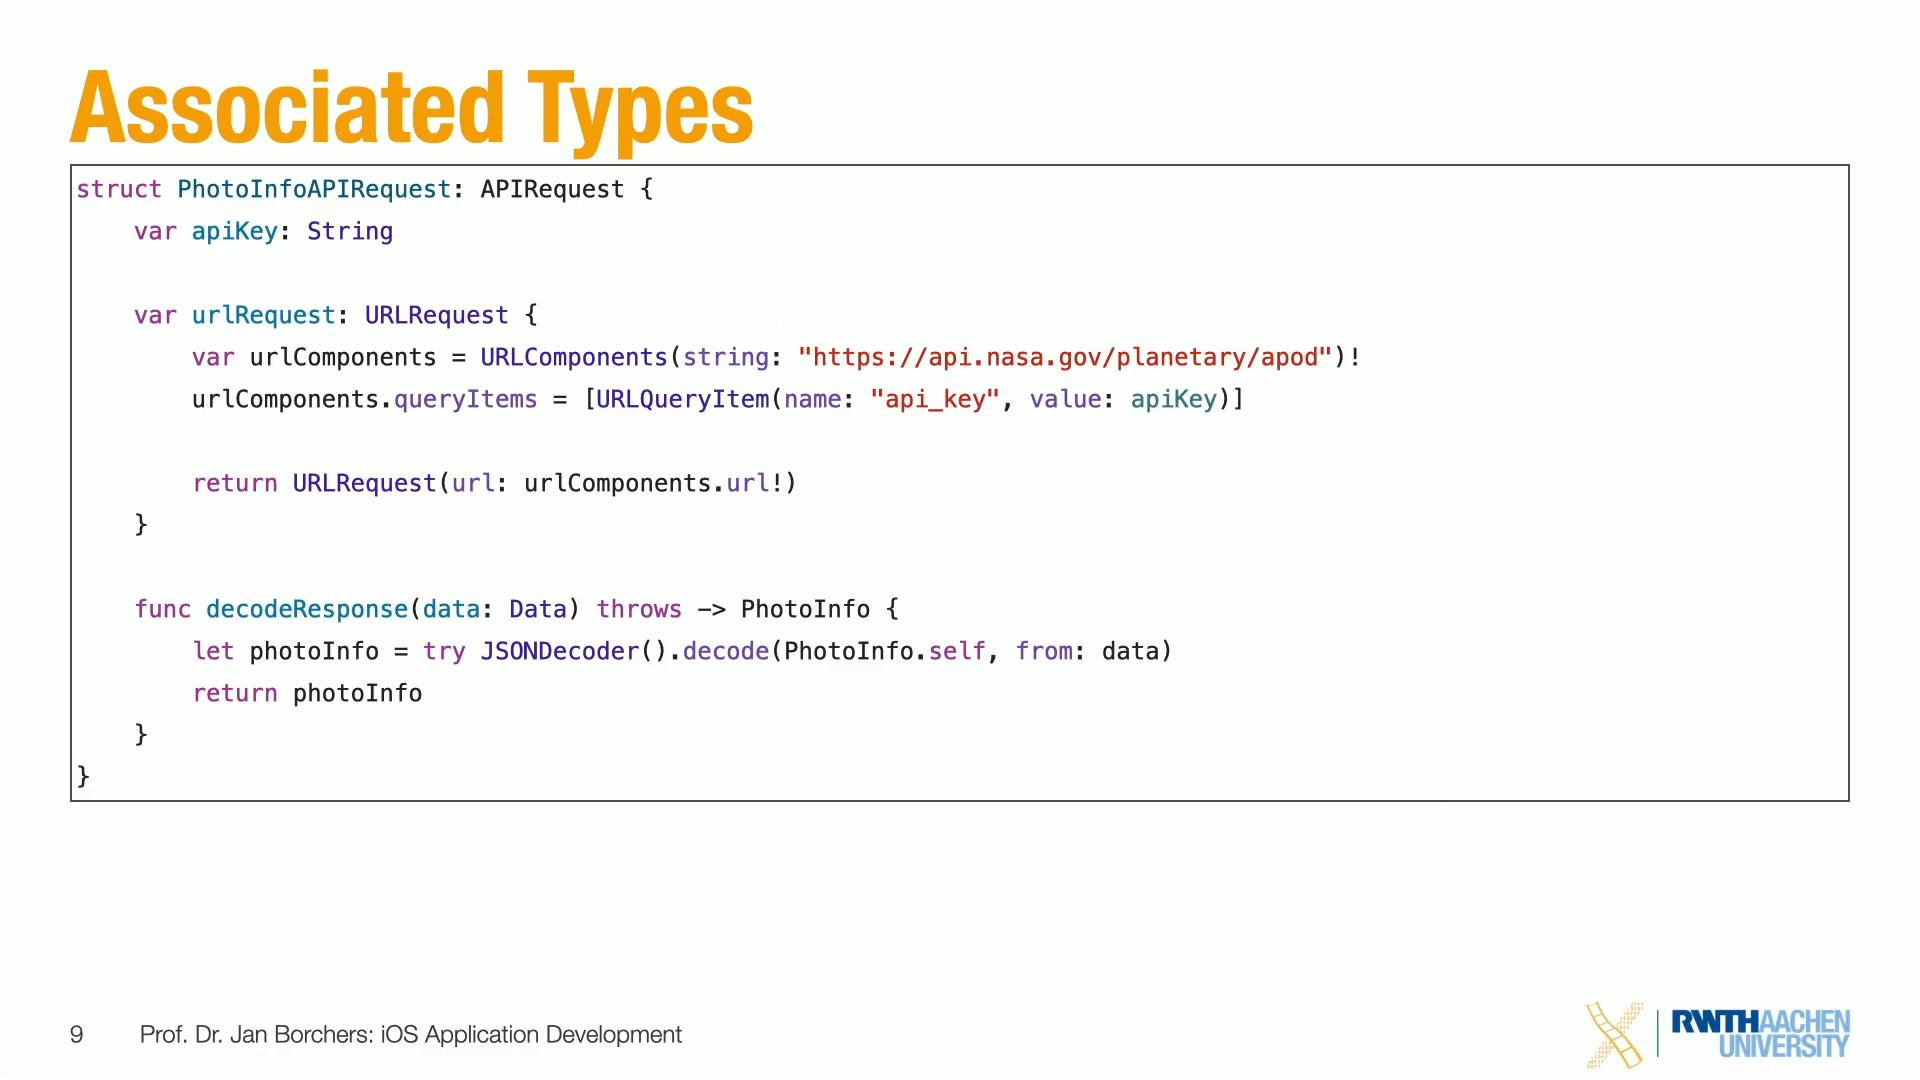 Associated Types
struct PhotoInfoAPIRequest: APIRequest {
    var apiKey: String
    var urlRequest: URLRequest {
        var urlComponents = URLComponents(string: "https://api.nasa.gov/planetary/apod")!
        urlComponents.queryItems = [URLQueryItem(name: "api_key", value: apiKey)]
        return URLRequest(url: urlComponents.url!)
    }
    func decodeResponse(data: Data) throws -> PhotoInfo {
        let photoInfo = try JSONDecoder().decode(PhotoInfo.self, from: data)
        return photoInfo
    }
}
9 Prof. Dr. Jan Borchers: iOS Application Development
RWTHAACHEN
UNIVERSITY